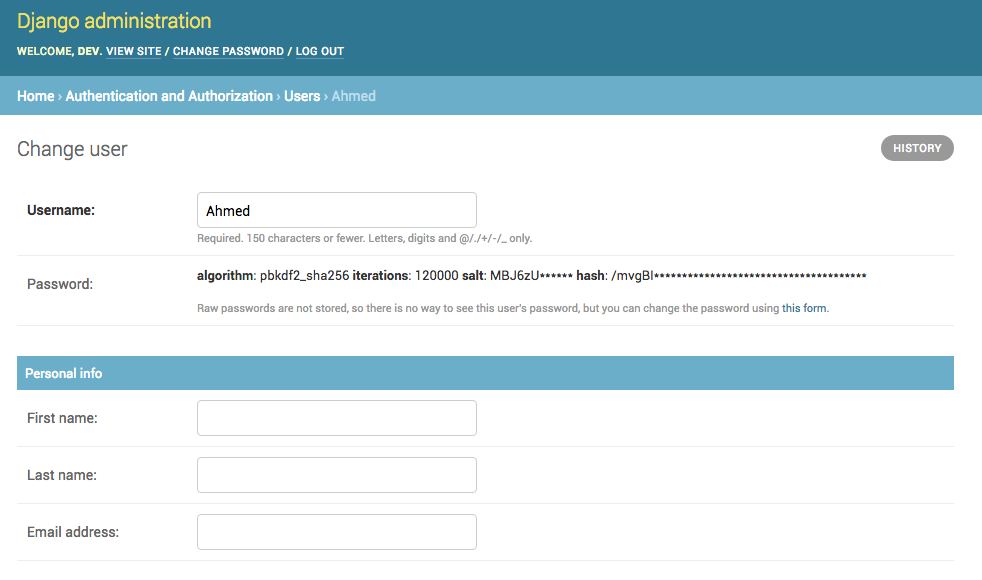 Django administration
WELCOME, DEV. VIEW SITE / CHANGE PASSWORD / LOG OUT
Home › Authentication and Authorization › Users › Ahmed
Change user
HISTORY
Username: Ahmed
Required. 150 characters or fewer. Letters, digits and @/./+/-/_ only.
Password: algorithm: pbkdf2_sha256 iterations: 120000 salt: MBJ6zU****** hash: /mvgBI**************************************
Raw passwords are not stored, so there is no way to see this user's password, but you can change the password using this form.
Personal info
First name:
Last name:
Email address: